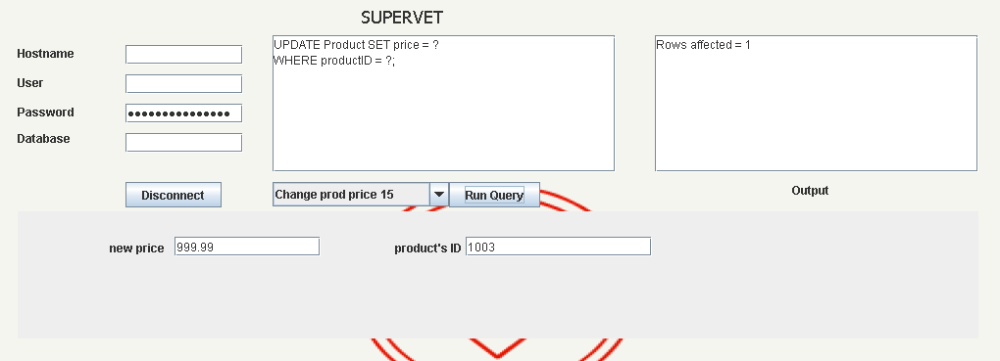 SUPERVET
Hostname
User
Password
Database
UPDATE Product SET price = ?
WHERE productID = ?;
Rows affected = 1
Disconnect
Change prod price 15
Run Query
Output
new price 999.99
product's ID 1003